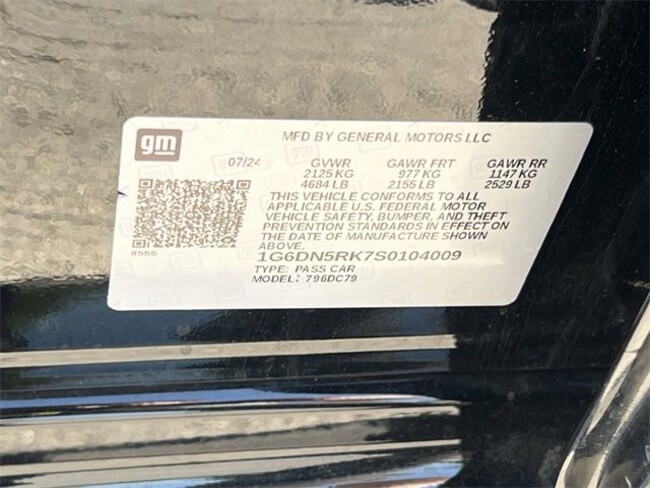 gm
MFD BY GENERAL MOTORS LLC
07/24 GVWR GAWR FRT GAWR RR
2125 KG 977 KG 1147 KG
4684 LB 2155 LB 2529 LB
THIS VEHICLE CONFORMS TO ALL
APPLICABLE U.S. FEDERAL MOTOR
VEHICLE SAFETY, BUMPER, AND THEFT
PREVENTION STANDARDS IN EFFECT ON
THE DATE OF MANUFACTURE SHOWN
ABOVE.
1G6DN5RK7S0104009
TYPE: PASS CAR
MODEL: 796DC79